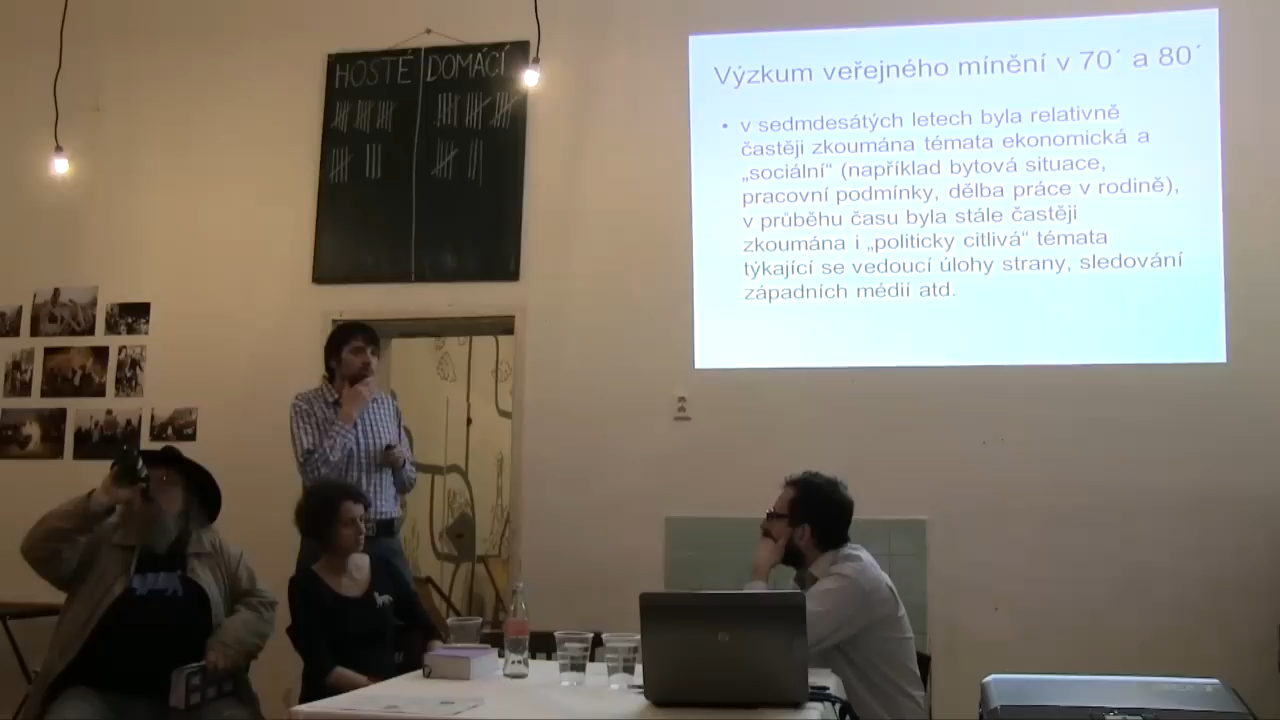 HOSTÉ DOMÁCÍ
Výzkum veřejného mínění v 70´ a 80´
• v sedmdesátých letech byla relativně
častěji zkoumána témata ekonomická a
„sociální“ (například bytová situace,
pracovní podmínky, dělba práce v rodině),
v průběhu času byla stále častěji
zkoumána i „politicky citlivá“ témata
týkající se vedoucí úlohy strany, sledování
západních médií atd.
hp